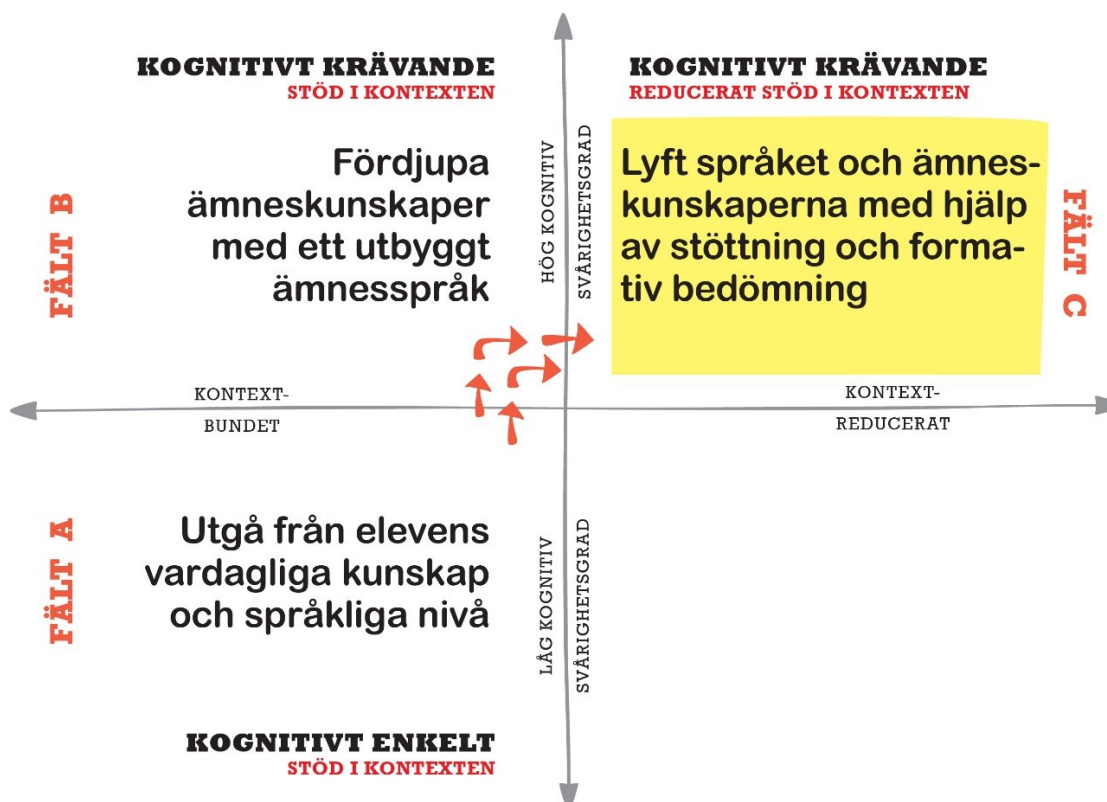 KOGNITIVT KRÄVANDE
STÖD I KONTEXTEN
Fördjupa
ämneskunskaper
med ett utbyggt
ämnesspråk
FÄLT B
HÖG KOGNITIV
SVÅRIGHETSGRAD
KOGNITIVT KRÄVANDE
REDUCERAT STÖD I KONTEXTEN
Lyft språket och ämnes-
kunskaperna med hjälp
av stöttning och forma-
tiv bedömning
FÄLT C
KONTEXT-
BUNDET
KONTEXT-
REDUCERAT
FÄLT A
Utgå från elevens
vardagliga kunskap
och språkliga nivå
LÅG KOGNITIV
SVÅRIGHETSGRAD
KOGNITIVT ENKELT
STÖD I KONTEXTEN